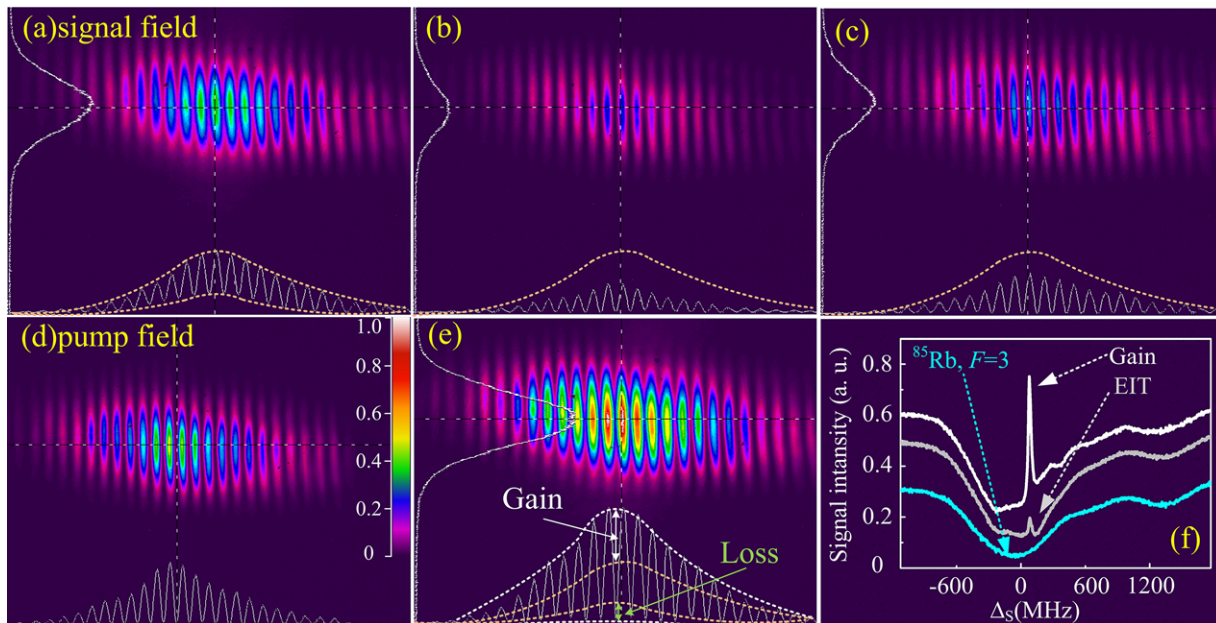 (a)signal field
(b)
(c)
(d)pump field
1.0
0.8
0.6
0.4
0.2
0
(e)
Gain
Loss
0.8
0.6
0.4
0.2
0
Signal intansity (a. u.)
⁸⁵Rb, F=3
Gain
EIT
(f)
-600
0
600
1200
Δs(MHz)